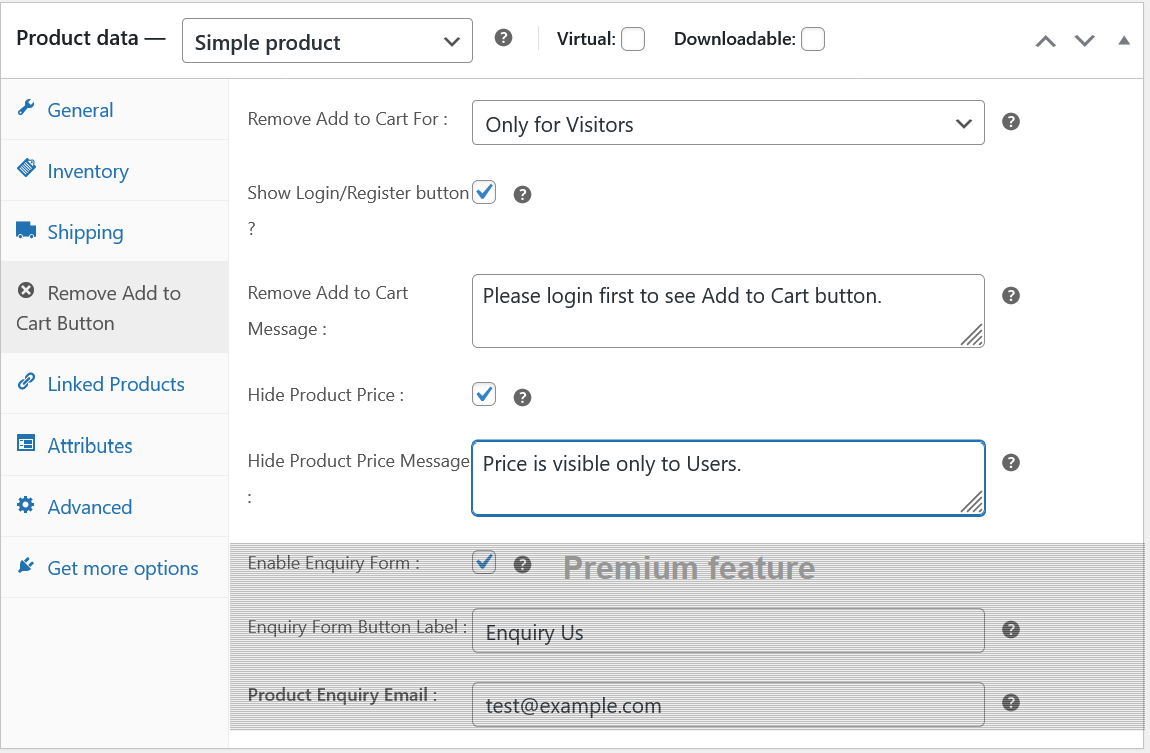 Product data —
Simple product
Virtual:
Downloadable:
General
Inventory
Shipping
Remove Add to
Cart Button
Linked Products
Attributes
Advanced
Get more options
Remove Add to Cart For :
Only for Visitors
Show Login/Register button
?
Remove Add to Cart
Message :
Please login first to see Add to Cart button.
Hide Product Price :
Hide Product Price Message
:
Price is visible only to Users.
Enable Enquiry Form :
Premium feature
Enquiry Form Button Label :
Enquiry Us
Product Enquiry Email :
test@example.com